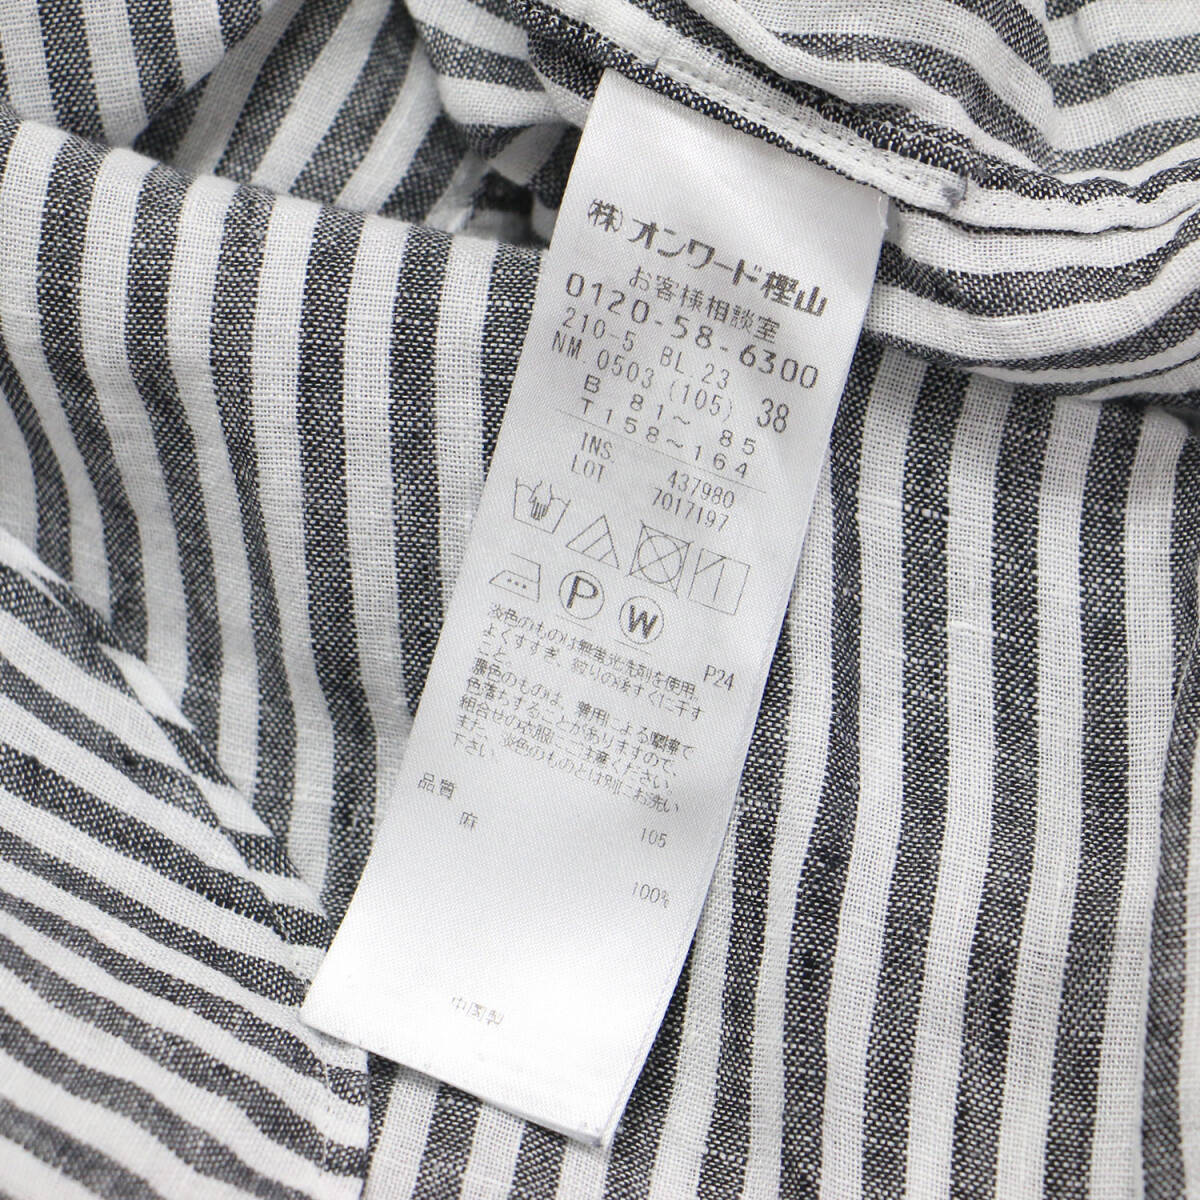 ㈱オンワード樫山
お客様相談室
0120-58-6300
210-5 BL.23
NM 0503 (105) 38
B 81〜 85
T 158〜164
INS 437980
LOT 7017197
P W
P24
淡色のものは無蛍光洗剤を使用。
よくすすぎ、絞りの後すぐに干す
こと。
濃色のものは、着用による摩擦で
色落ちすることがありますので、
組合せの衣服にご注意ください。
また、淡色のものとは別にお洗い
下さい。
品質
105
麻 100%
中国製